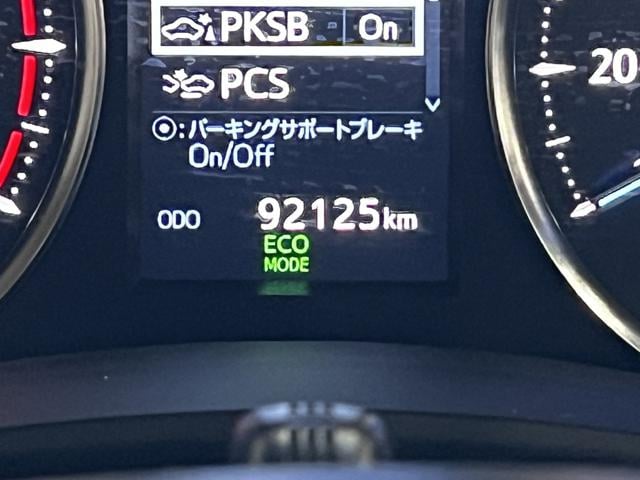 PKSB On
PCS
⦿:パーキングサポートブレーキ
On/Off
20
ODO 92125km
ECO
MODE